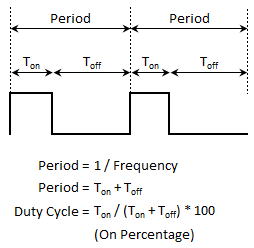 Period Period
Ton Toff Ton Toff
Period = 1 / Frequency
Period = Ton + Toff
Duty Cycle = Ton / (Ton + Toff) * 100
(On Percentage)